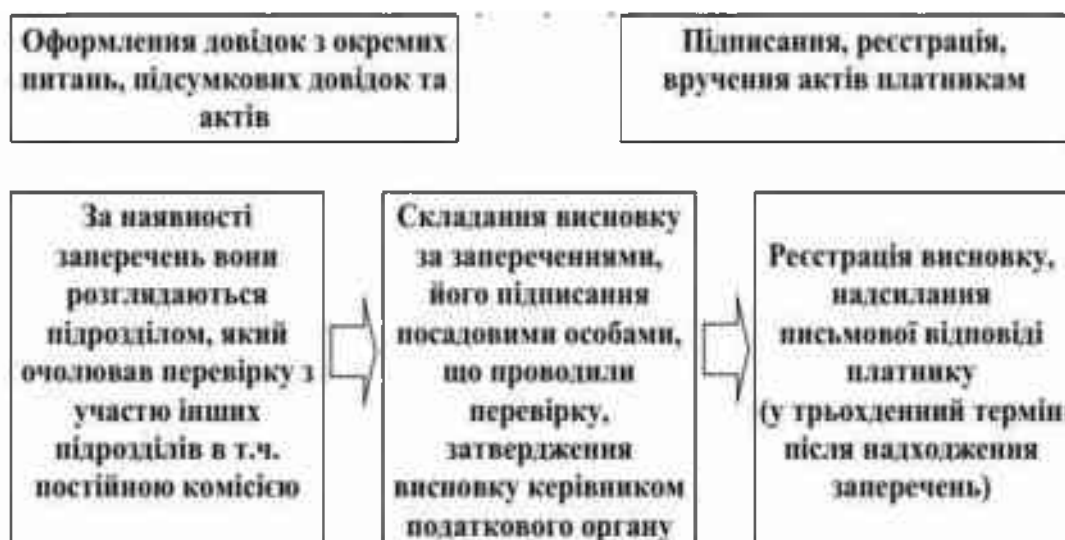 Оформлення довідок з окремих
питань, підсумкових довідок та
актів
Підписання, реєстрація,
вручення актів платникам
За наявності
заперечень вони
розглядаються
підрозділом, який
очолював перевірку з
участю інших
підрозділів в т.ч.
постійною комісією
Складання висновку
за запереченнями,
його підписання
посадовими особами,
що проводили
перевірку,
затвердження
висновку керівником
податкового органу
Реєстрація висновку,
надсилання
письмової відповіді
платнику
(у трьохденний термін
після надходження
заперечень)